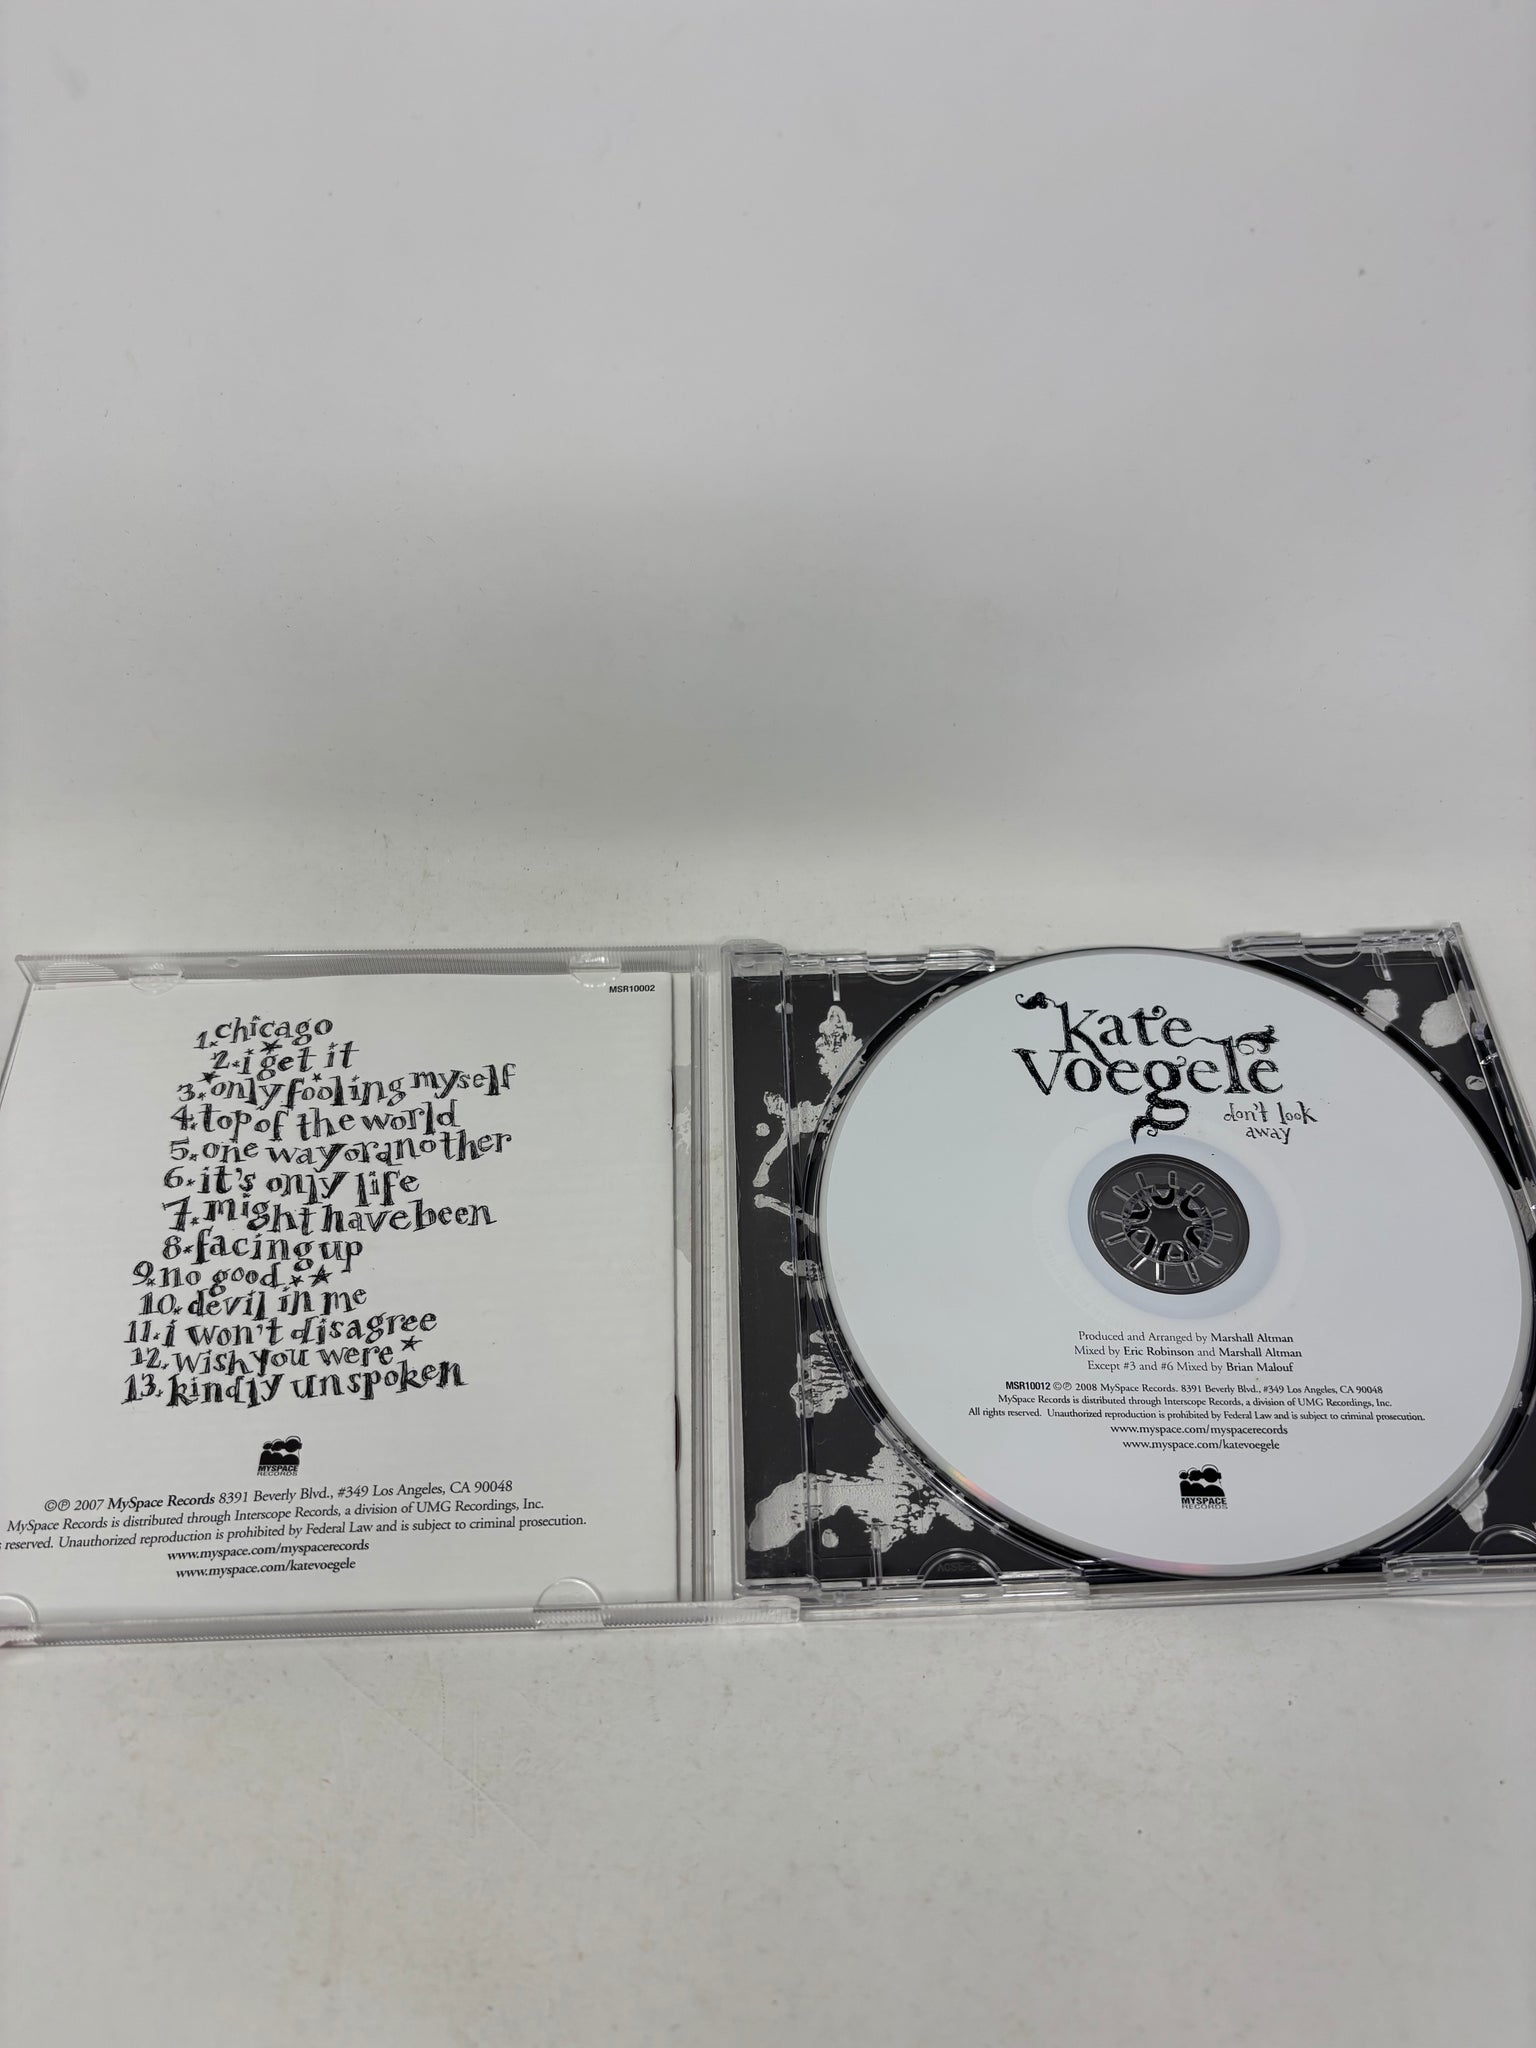 MSR10002
1. chicago
2. i get it
3. only fooling myself
4. top of the world
5. one way or another
6. it's only life
7. might have been
8. facing up
9. no good
10. devil in me
11. i won't disagree
12. wish you were
13. kindly unspoken
MYSPACE
RECORDS
©℗ 2007 MySpace Records 8391 Beverly Blvd., #349 Los Angeles, CA 90048
MySpace Records is distributed through Interscope Records, a division of UMG Recordings, Inc.
reserved. Unauthorized reproduction is prohibited by Federal Law and is subject to criminal prosecution.
www.myspace.com/myspacerecords
www.myspace.com/katevoegele
kate
voegele
don't look
away
Produced and Arranged by Marshall Altman
Mixed by Eric Robinson and Marshall Altman
Except #3 and #6 Mixed by Brian Malouf
MSR10012 ©℗ 2008 MySpace Records. 8391 Beverly Blvd., #349 Los Angeles, CA 90048
MySpace Records is distributed through Interscope Records, a division of UMG Recordings, Inc.
All rights reserved. Unauthorized reproduction is prohibited by Federal Law and is subject to criminal prosecution.
www.myspace.com/myspacerecords
www.myspace.com/katevoegele
MYSPACE
RECORDS